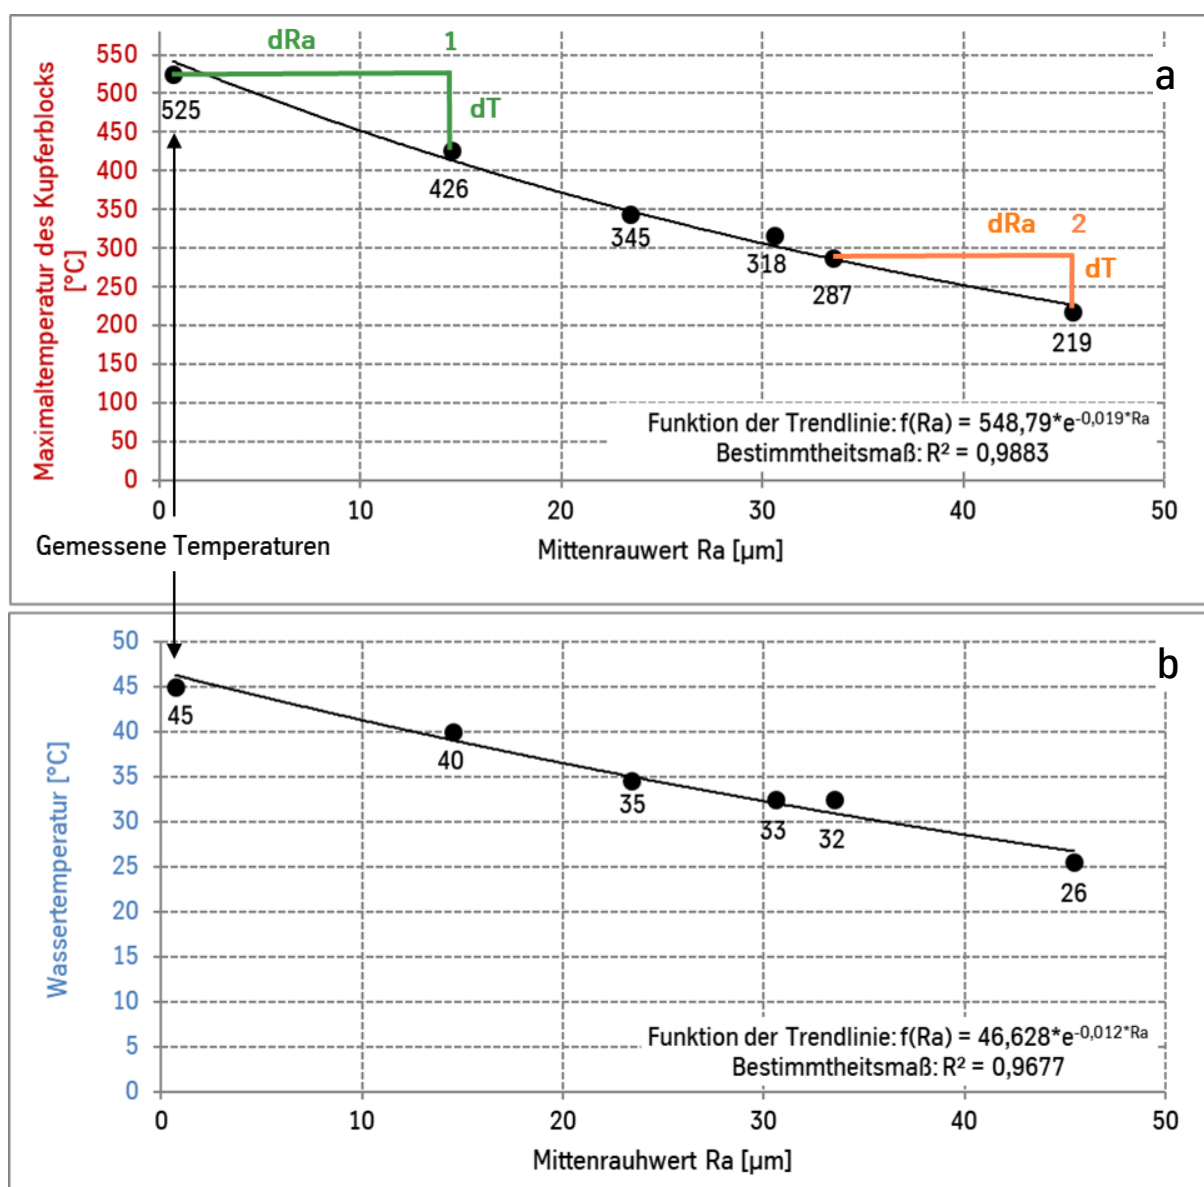 dRa 1
a
dT
dRa 2
dT
Maximaltemperatur des Kupferblocks
[°C]
550
500
450
400
350
300
250
200
150
100
50
0
525
426
345
318
287
219
Funktion der Trendlinie: f(Ra) = 548,79*e-0,019*Ra
Bestimmtheitsmaß: R² = 0,9883
0 10 20 30 40 50
Mittenrauwert Ra [µm]
Gemessene Temperaturen
b
Wassertemperatur [°C]
50
45
40
35
30
25
20
15
10
5
0
45
40
35
33
32
26
Funktion der Trendlinie: f(Ra) = 46,628*e-0,012*Ra
Bestimmtheitsmaß: R² = 0,9677
0 10 20 30 40 50
Mittenrauhwert Ra [µm]